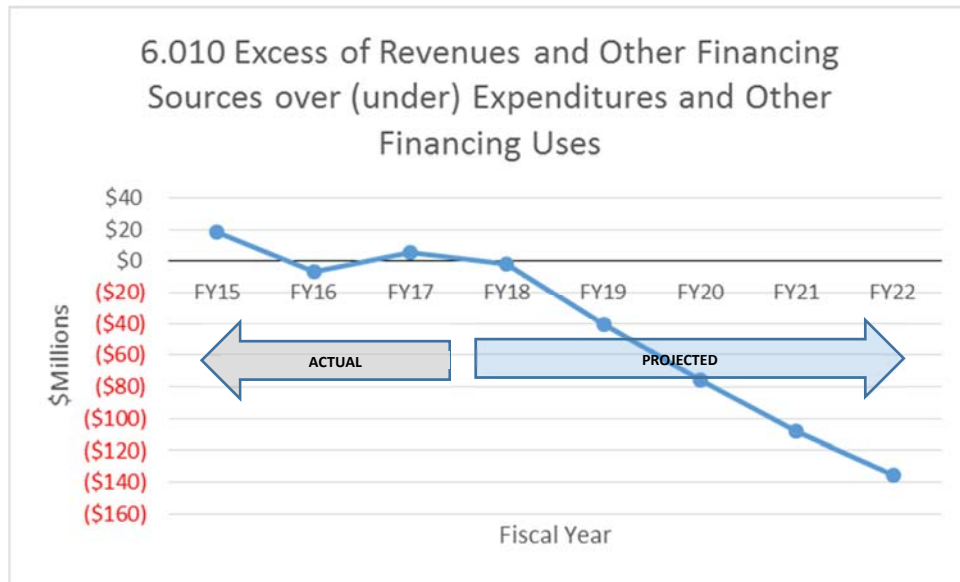 6.010 Excess of Revenues and Other Financing
Sources over (under) Expenditures and Other
Financing Uses
$40
$20
$0
($20)
($40)
($60)
($80)
($100)
($120)
($140)
($160)
$Millions
FY15 FY16 FY17 FY18 FY19 FY20 FY21 FY22
ACTUAL PROJECTED
Fiscal Year